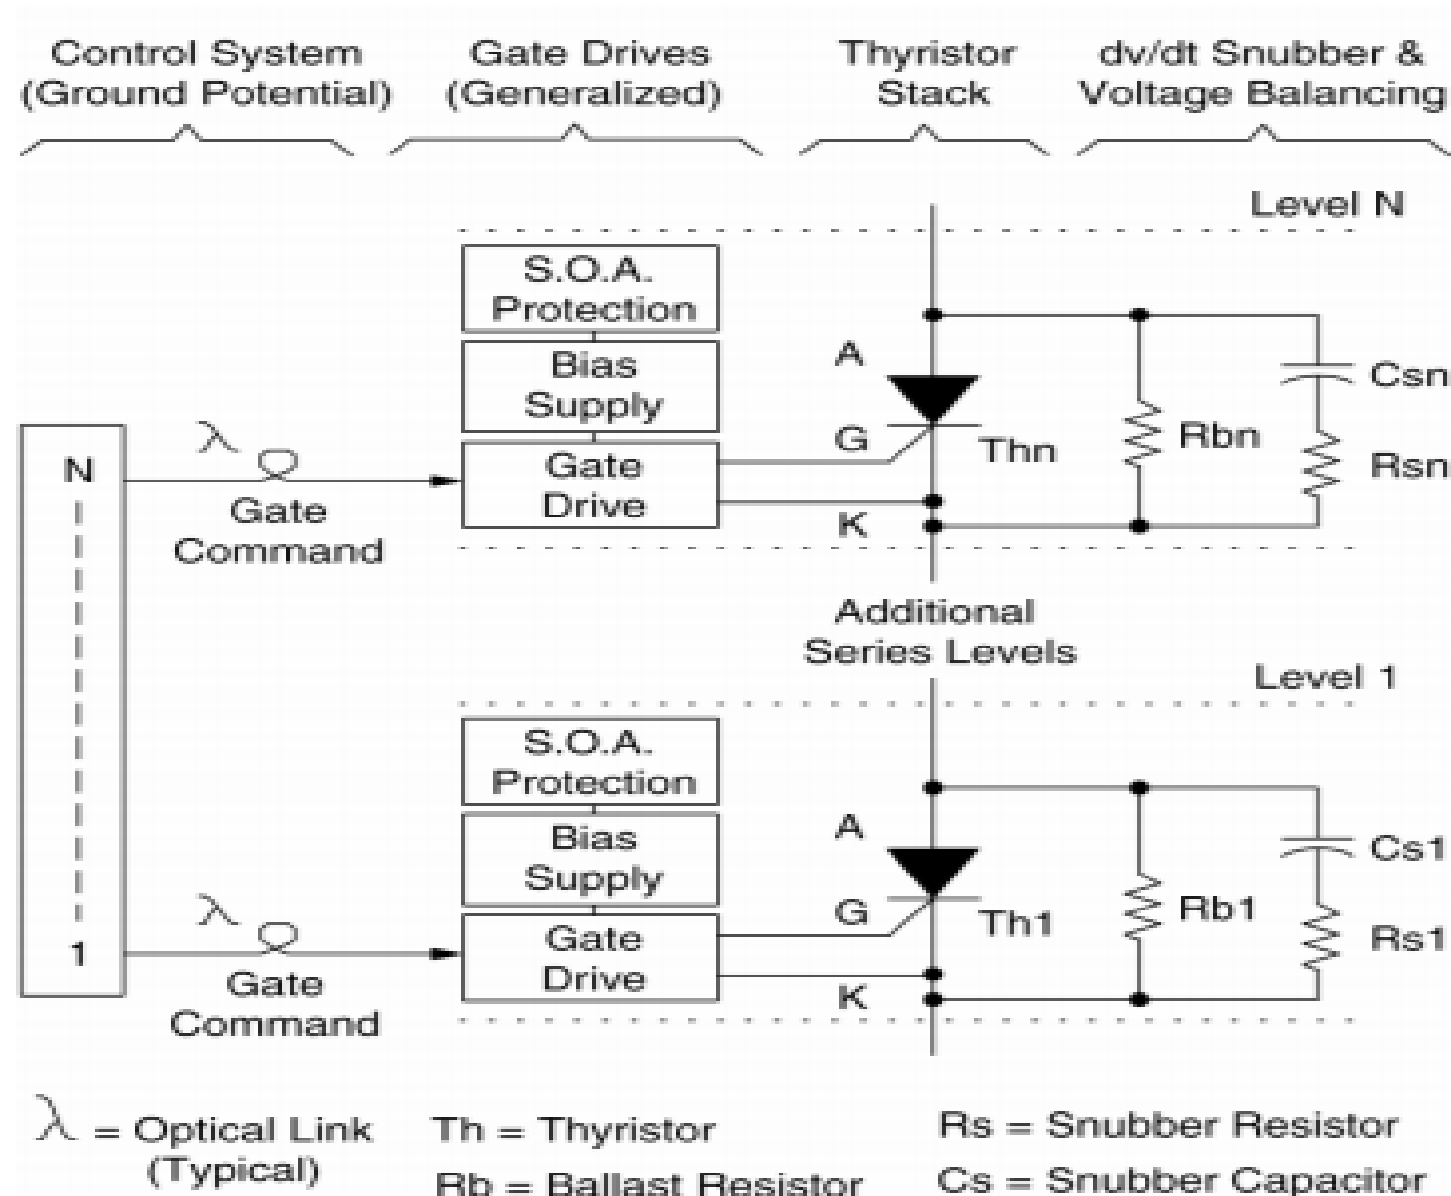 Control System
(Ground Potential)
Gate Drives
(Generalized)
Thyristor
Stack
dv/dt Snubber &
Voltage Balancing
Level N
S.O.A.
Protection
Bias
Supply
Gate
Drive
N
λ
Gate
Command
A
G
K
Thn
Rbn
Csn
Rsn
Additional
Series Levels
Level 1
S.O.A.
Protection
Bias
Supply
Gate
Drive
1
λ
Gate
Command
A
G
K
Th1
Rb1
Cs1
Rs1
λ = Optical Link
(Typical)
Th = Thyristor
Rb = Ballast Resistor
Rs = Snubber Resistor
Cs = Snubber Capacitor